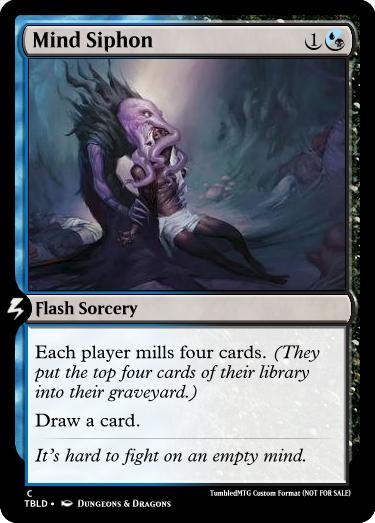 Mind Siphon 1
Flash Sorcery
Each player mills four cards. (They
put the top four cards of their library
into their graveyard.)
Draw a card.
It's hard to fight on an empty mind.
C
TBLD • Dungeons & Dragons
TumbledMTG Custom Format (NOT FOR SALE)